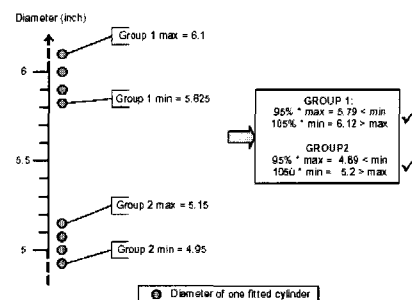 Diameter (inch)
Group 1 max = 6.1
6
Group 1 min = 5.825
5.5
Group 2 max = 5.15
5
Group 2 min = 4.95
GROUP 1:
95% * max = 5.79 < min
105% * min = 6.12 > max
GROUP2
95% * max = 4.89 < min
105% * min = 5.2 > max
Diameter of one fitted cylinder